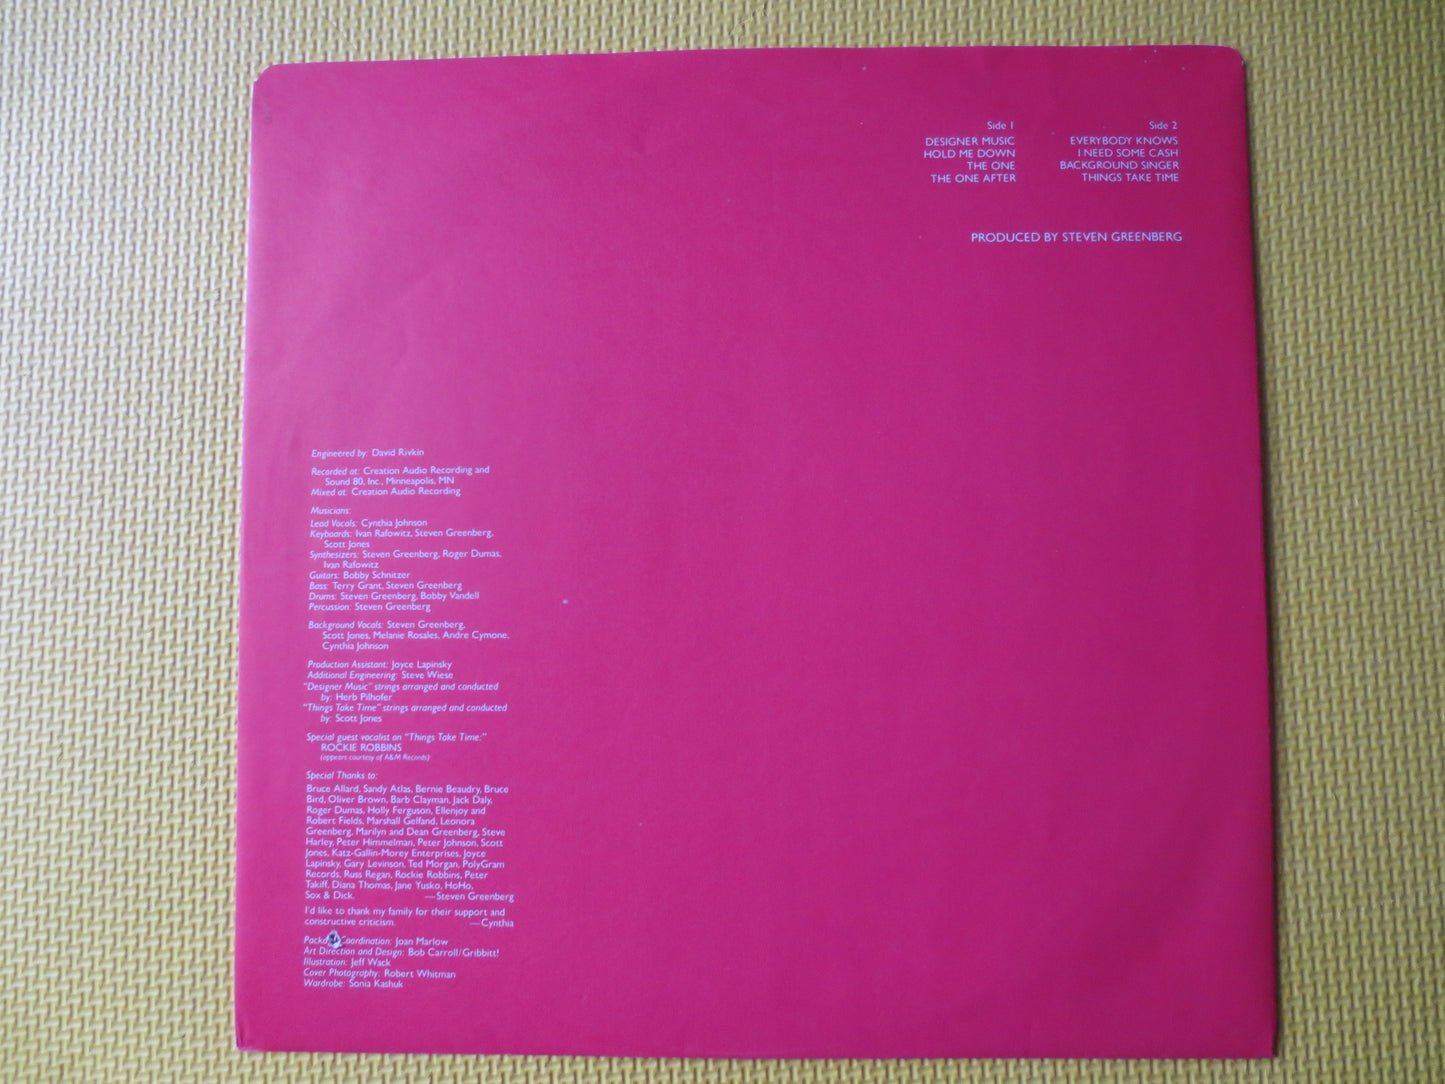 Side 1
DESIGNER MUSIC
HOLD ME DOWN
THE ONE
THE ONE AFTER
Side 2
EVERYBODY KNOWS
I NEED SOME CASH
BACKGROUND SINGER
THINGS TAKE TIME
PRODUCED BY STEVEN GREENBERG
Engineered by: David Rivkin
Recorded at: Creation Audio Recording and
Sound 80, Inc., Minneapolis, MN
Mixed at: Creation Audio Recording
Musicians:
Lead Vocals: Cynthia Johnson
Keyboards: Ivan Rafowitz, Steven Greenberg,
Scott Jones
Synthesizers: Steven Greenberg, Roger Dumas,
Ivan Rafowitz
Guitars: Bobby Schnitzer
Bass: Terry Grant, Steven Greenberg
Drums: Steven Greenberg, Bobby Vandell
Percussion: Steven Greenberg
Background Vocals: Steven Greenberg,
Scott Jones, Melanie Rosales, Andre Cymone,
Cynthia Johnson
Production Assistant: Joyce Lapinsky
Additional Engineering: Steve Wiese
"Designer Music" strings arranged and conducted
by: Herb Pilhofer
"Things Take Time" strings arranged and conducted
by: Scott Jones
Special guest vocalist on "Things Take Time:"
ROCKIE ROBBINS
(appears courtesy of A&M Records)
Special Thanks to:
Bruce Allard, Sandy Atlas, Bernie Beaudry, Bruce
Bird, Oliver Brown, Barb Clayman, Jack Daly,
Roger Dumas, Holly Ferguson, Ellenjoy and
Robert Fields, Marshall Gelfand, Leonora
Greenberg, Marilyn and Dean Greenberg, Steve
Harley, Peter Himmelman, Peter Johnson, Scott
Jones, Katz-Gallin-Morey Enterprises, Joyce
Lapinsky, Gary Levinson, Ted Morgan, PolyGram
Records, Russ Regan, Rockie Robbins, Peter
Takiff, Diana Thomas, Jane Yusko, HoHo,
Sox & Dick. —Steven Greenberg
I'd like to thank my family for their support and
constructive criticism. —Cynthia
Coordination: Joan Marlow
Art Direction and Design: Bob Carroll/Gribbitt!
Illustration: Jeff Wack
Cover Photography: Robert Whitman
Wardrobe: Sonia Kashuk